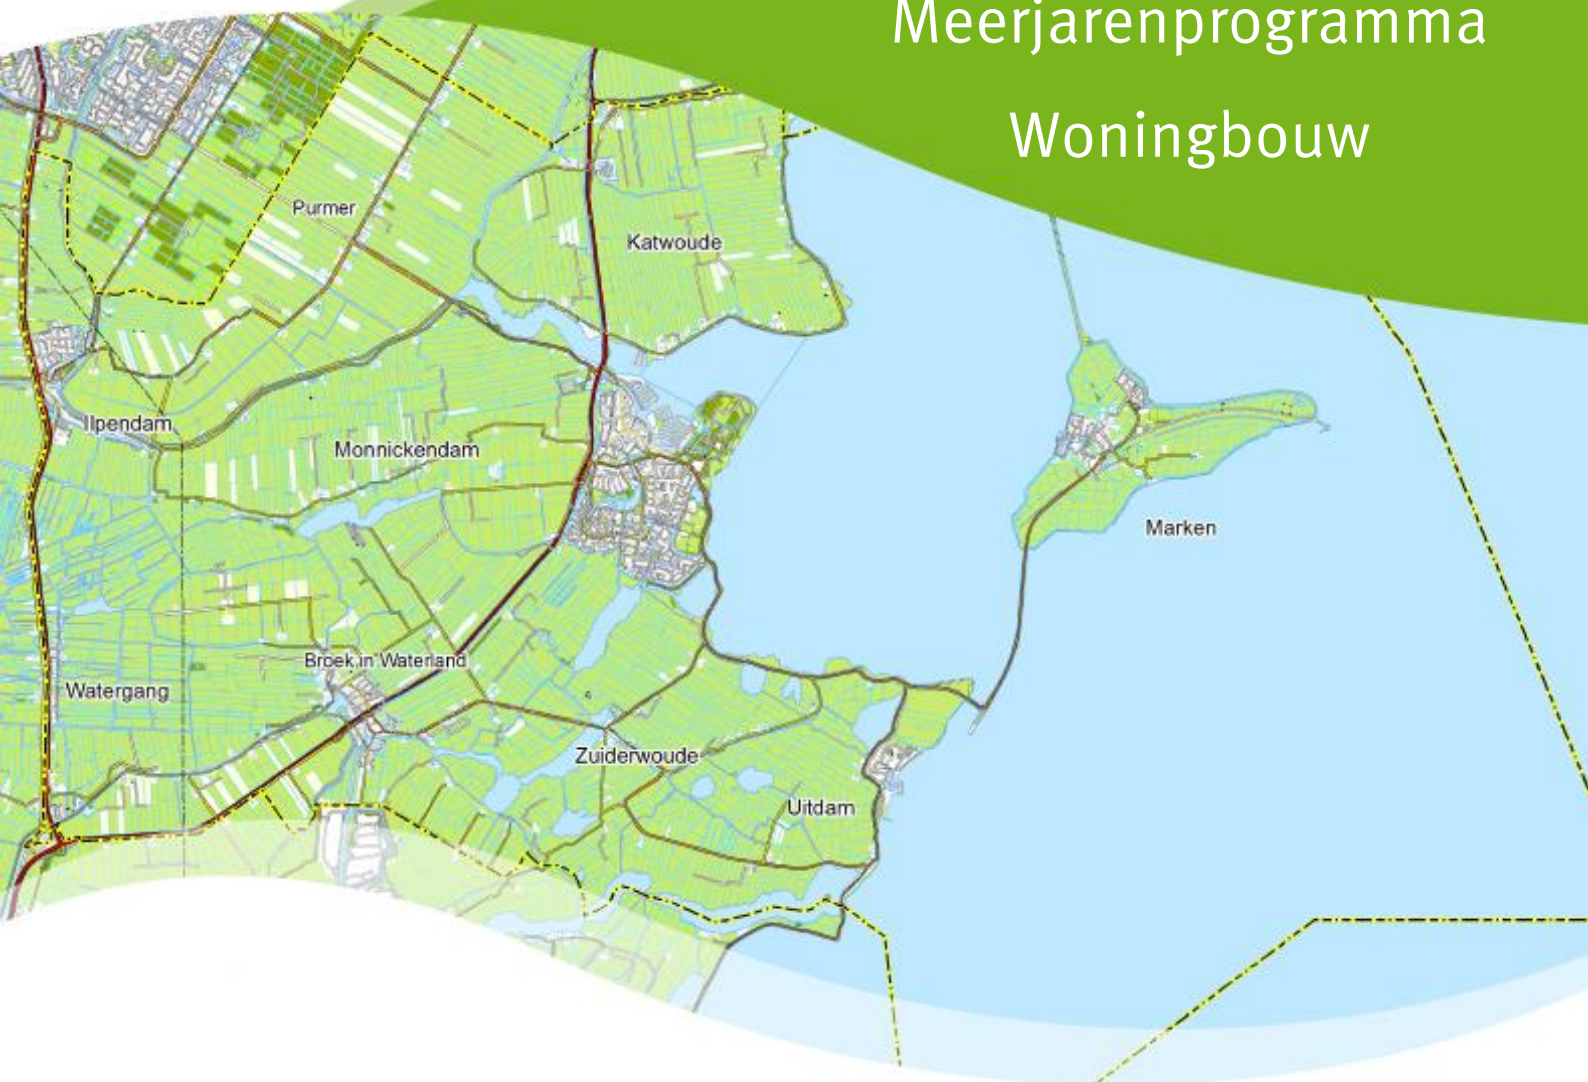 Meerjarenprogramma
Woningbouw
Purmer
Katwoude
Ilpendam
Monnickendam
Marken
Broek in Waterland
Watergang
Zuiderwoude
Uitdam